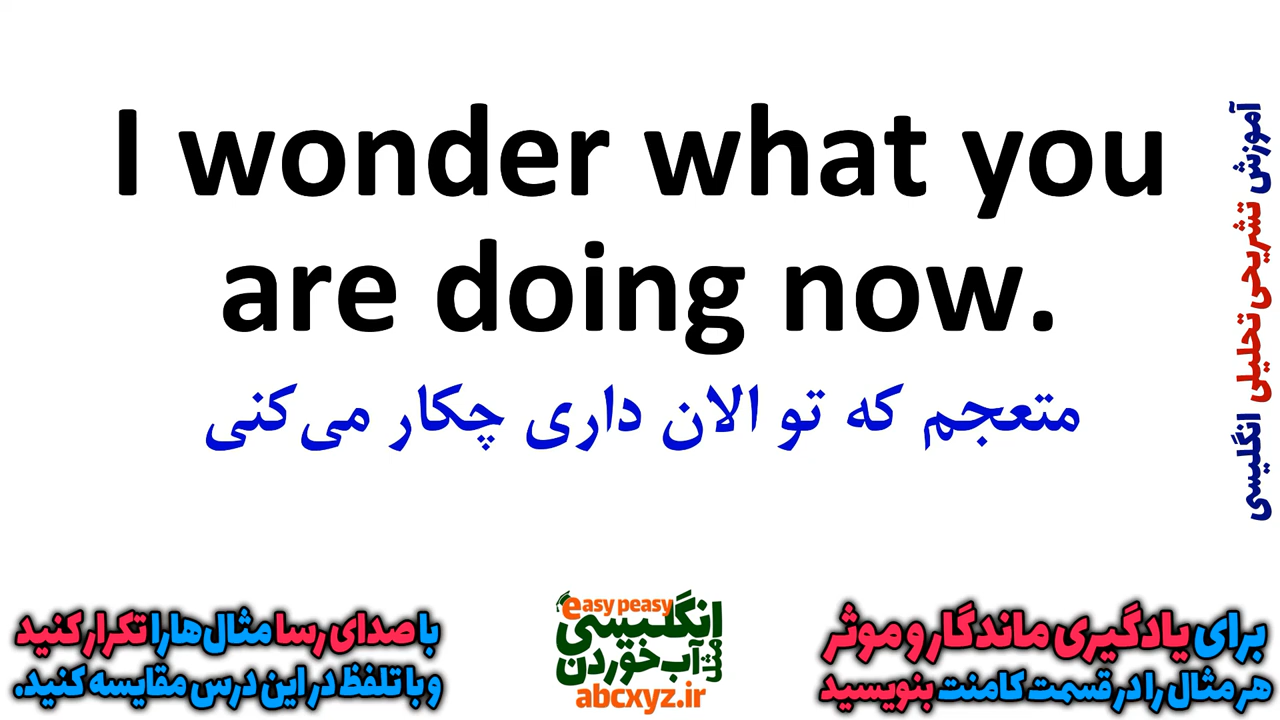 I wonder what you
are doing now.
متعجم که تو الان داری چکار می‌کنی
آموزش تشریحی تحلیلی انگلیسی
برای یادگیری ماندگار و موثر
هر مثال را در قسمت کامنت بنویسید
easy peasy
انگلیسی
مثل آب خوردن
abcxyz.ir
با صدای رسا مثال‌ها را تکرار کنید
و با تلفظ در این درس مقایسه کنید.